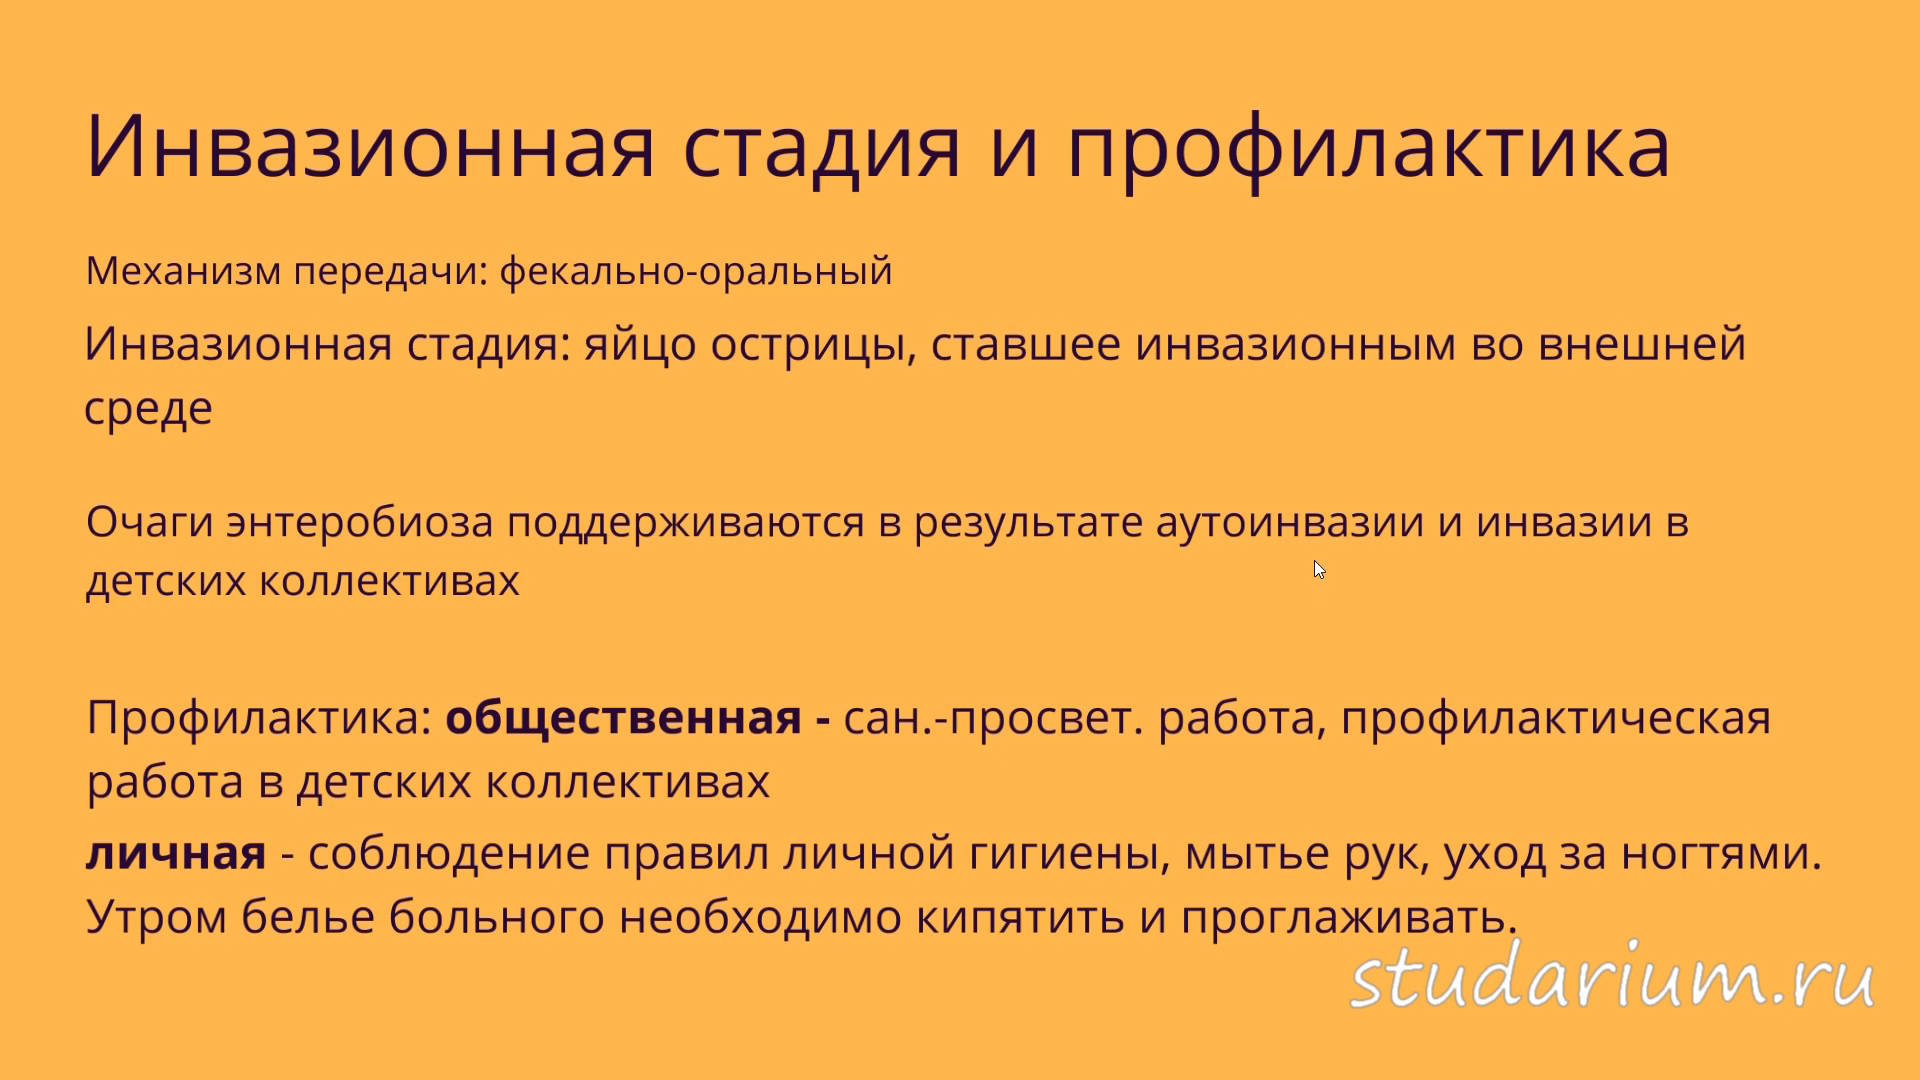 Инвазионная стадия и профилактика
Механизм передачи: фекально-оральный
Инвазионная стадия: яйцо острицы, ставшее инвазионным во внешней
среде
Очаги энтеробиоза поддерживаются в результате аутоинвазии и инвазии в
детских коллективах
Профилактика: общественная - сан.-просвет. работа, профилактическая
работа в детских коллективах
личная - соблюдение правил личной гигиены, мытье рук, уход за ногтями.
Утром белье больного необходимо кипятить и проглаживать.
studarium.ru